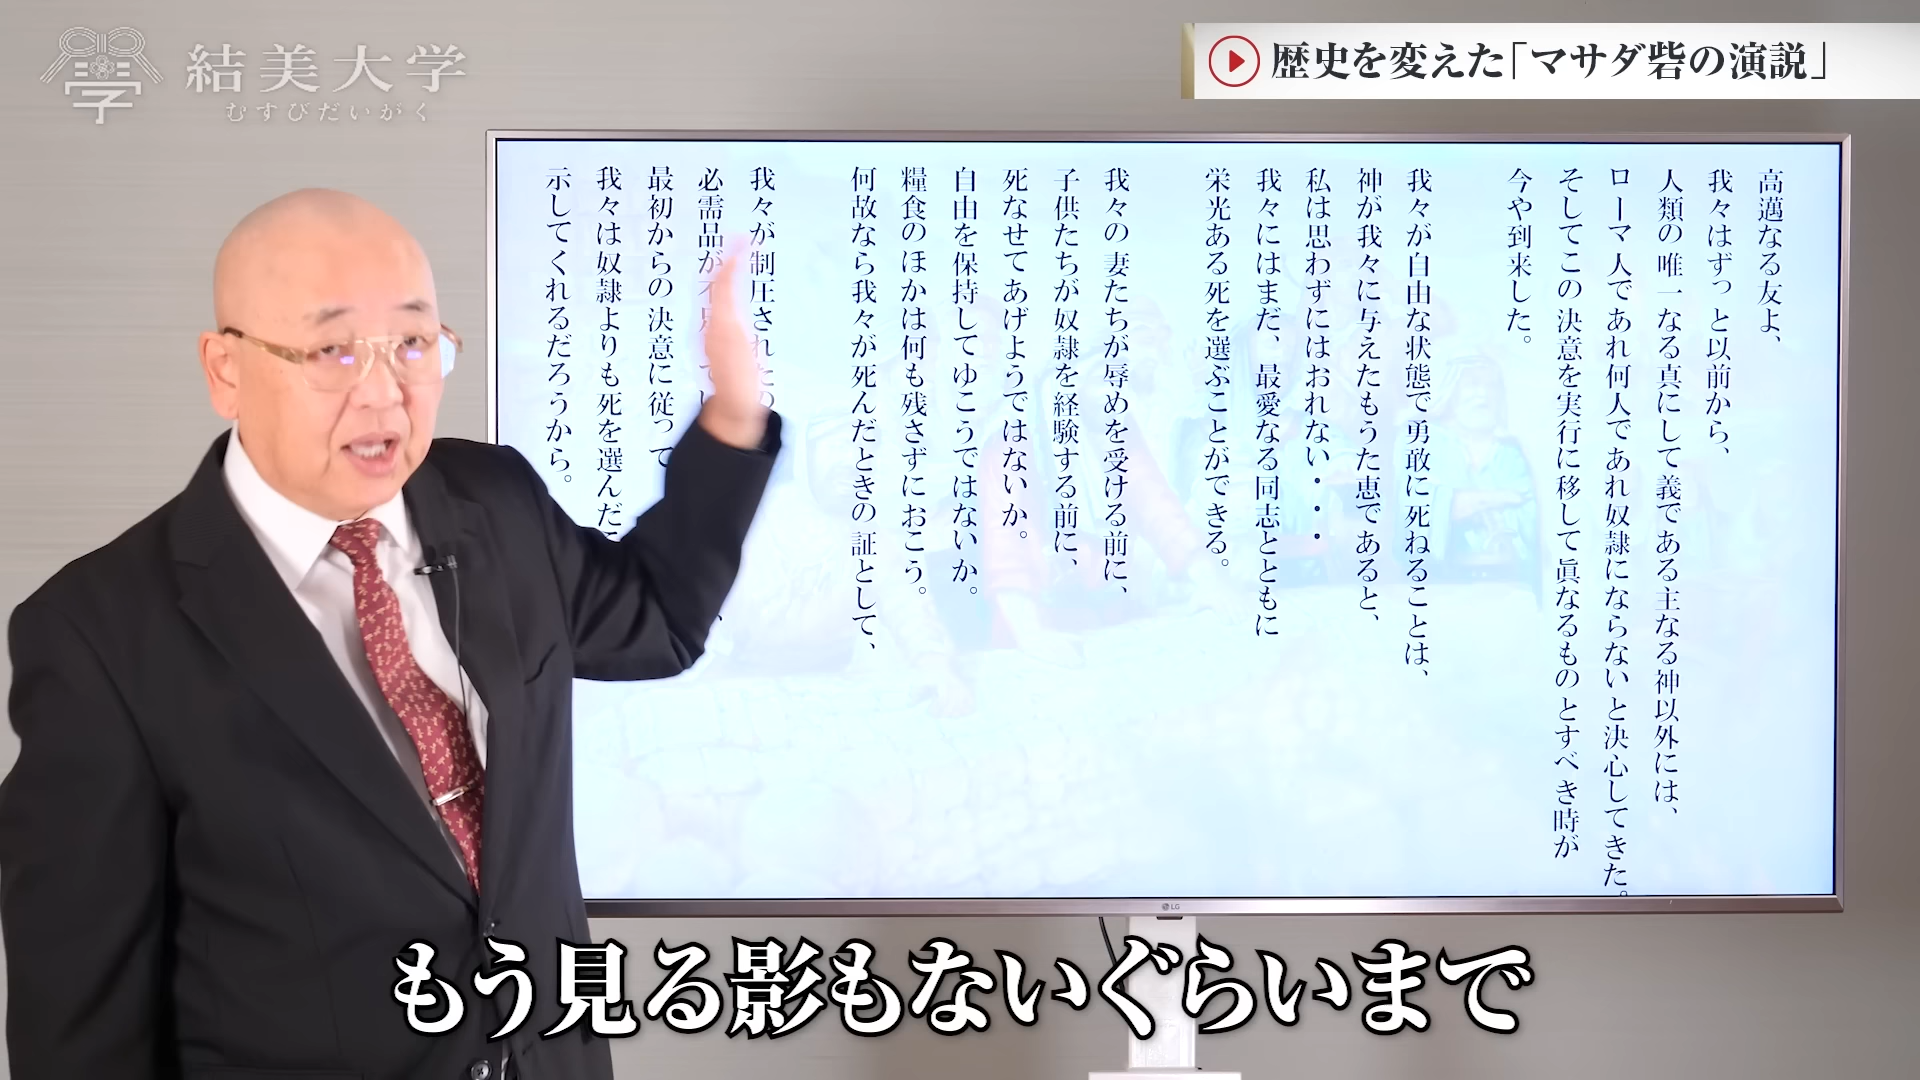 結美大学
むすびだいがく
歴史を変えた「マサダ砦の演説」
高邁なる友よ、
我々はずっと以前から、
人類の唯一なる真にして義である主なる神以外には、
ローマ人であれ何人であれ奴隷にならないと決心してきた。
そしてこの決意を実行に移して眞なるものとすべき時が
今や到来した。
我々が自由な状態で勇敢に死ねることは、
神が我々に与えたもうた恵であると、
私は思わずにはおれない・・・
我々にはまだ、最愛なる同志とともに
栄光ある死を選ぶことができる。
我々の妻たちが辱めを受ける前に、
子供たちが奴隷を経験する前に、
死なせてあげようではないか。
自由を保持してゆこうではないか。
糧食のほかは何も残さずにおこう。
何故なら我々が死んだときの証として、
我々が制圧されたの
必需品が不足してい
最初からの決意に従って
我々は奴隷よりも死を選んだこ
示してくれるだろうから。
LG
もう見る影もないぐらいまで